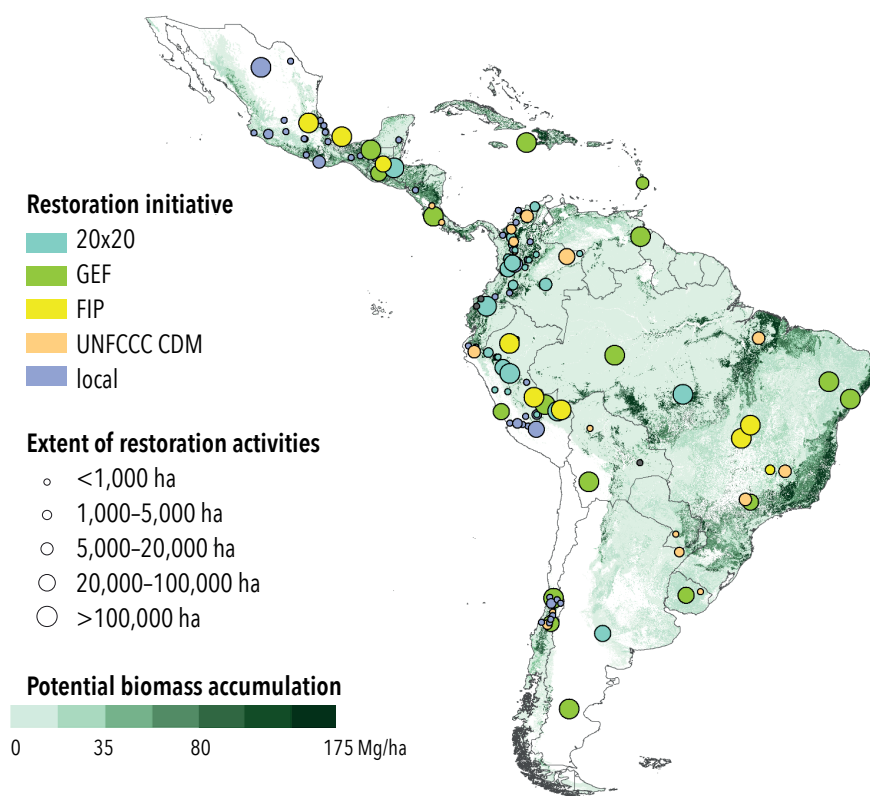 Restoration initiative
20x20
GEF
FIP
UNFCCC CDM
local
Extent of restoration activities
<1,000 ha
1,000–5,000 ha
5,000–20,000 ha
20,000–100,000 ha
>100,000 ha
Potential biomass accumulation
0 35 80 175 Mg/ha